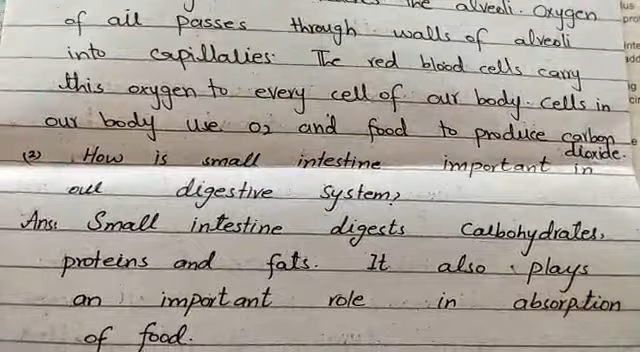 the alveoli. Oxygen
of air passes through walls of alveoli
into capillaries. The red blood cells carry
this oxygen to every cell of our body. Cells in
our body use O2 and food to produce carbon
dioxide.
(2) How is small intestine important in
our digestive system?
Ans: Small intestine digests carbohydrates,
proteins and fats. It also plays
an important role in absorption
of food.